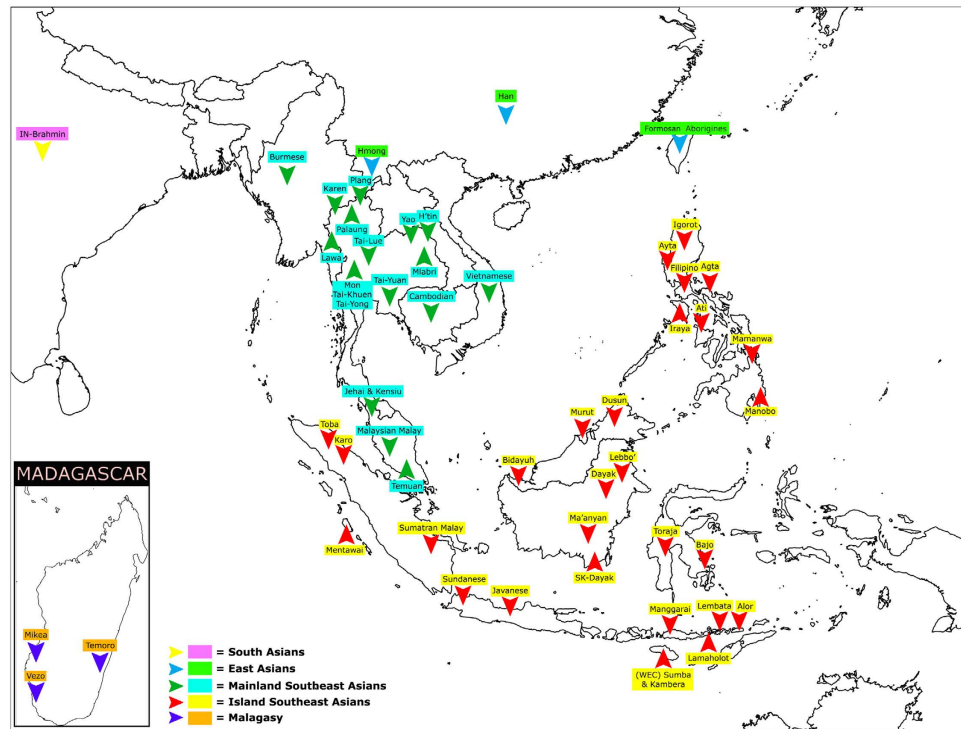 Han
Formosan Aborigines
IN-Brahmin
Hmong
Burmese
Plang
Karen
Palaung
Yao
H'tin
Tai-Lue
Lawa
Mlabri
Mon
Tai-Khuen
Tai-Yong
Tai-Yuan
Cambodian
Vietnamese
Igorot
Ayta
Filipino
Agta
Iraya
Ati
Mamanwa
Manobo
Jehai & Kensiu
Malaysian Malay
Temuan
Toba
Karo
Murut
Dusun
Bidayuh
Lebbo'
Dayak
Ma'anyan
SK-Dayak
Mentawai
Sumatran Malay
Toraja
Bajo
Sundanese
Javanese
Manggarai
Lembata
Alor
Lamaholot
(WEC) Sumba
& Kambera
MADAGASCAR
Mikea
Temoro
Vezo
= South Asians
= East Asians
= Mainland Southeast Asians
= Island Southeast Asians
= Malagasy